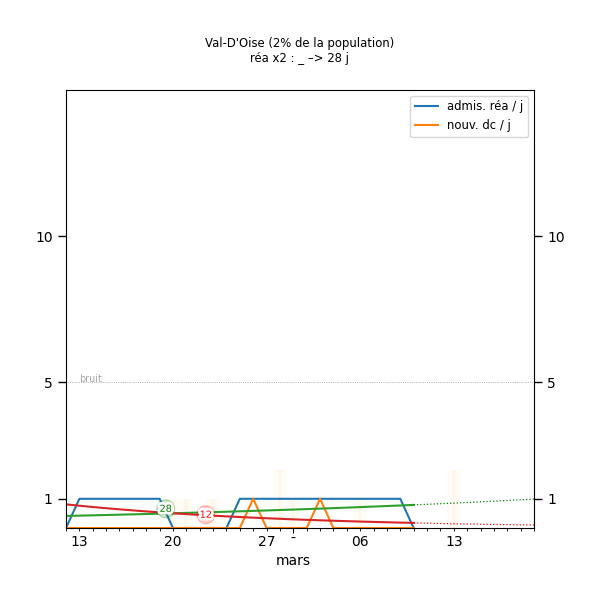 Val-D'Oise (2% de la population)
réa x2 : _ –> 28 j
admis. réa / j
nouv. dc / j
10
10
bruit
5
5
28
12
1
1
13
20
27
-
06
13
mars